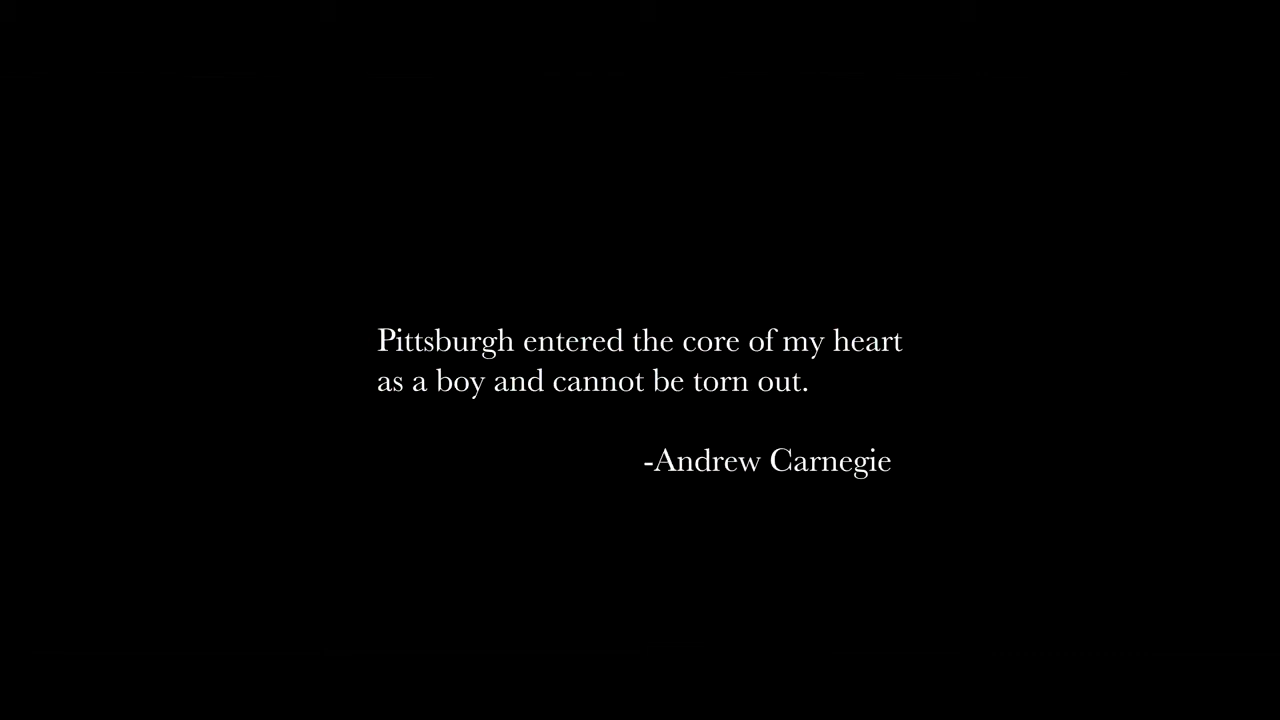 Pittsburgh entered the core of my heart
as a boy and cannot be torn out.
-Andrew Carnegie